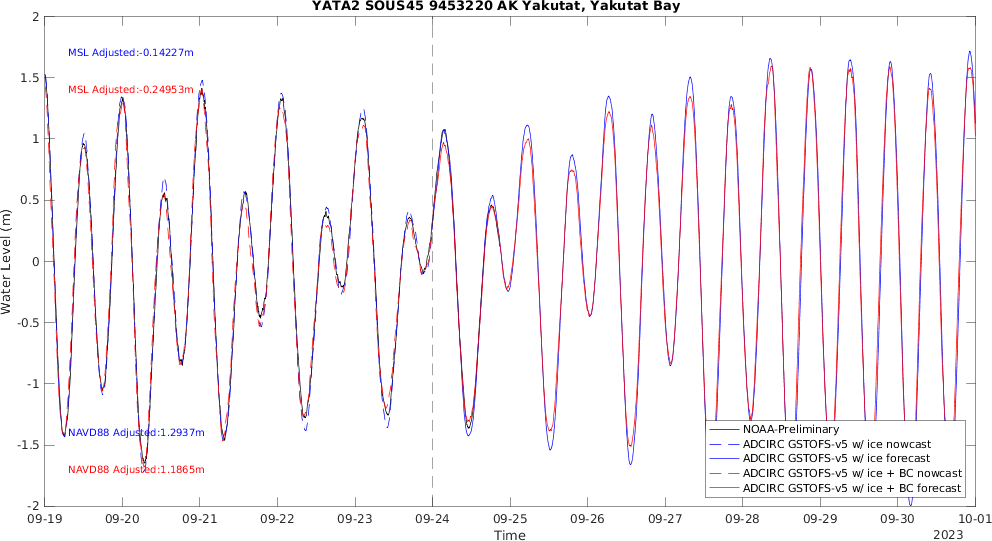 YATA2 SOUS45 9453220 AK Yakutat, Yakutat Bay
MSL Adjusted:-0.14227m
MSL Adjusted:-0.24953m
NAVD88 Adjusted:1.2937m
NAVD88 Adjusted:1.1865m
Water Level (m)
2
1.5
1
0.5
0
-0.5
-1
-1.5
-2
NOAA-Preliminary
ADCIRC GSTOFS-v5 w/ ice nowcast
ADCIRC GSTOFS-v5 w/ ice forecast
ADCIRC GSTOFS-v5 w/ ice + BC nowcast
ADCIRC GSTOFS-v5 w/ ice + BC forecast
09-19 09-20 09-21 09-22 09-23 09-24 09-25 09-26 09-27 09-28 09-29 09-30 10-01
Time
2023